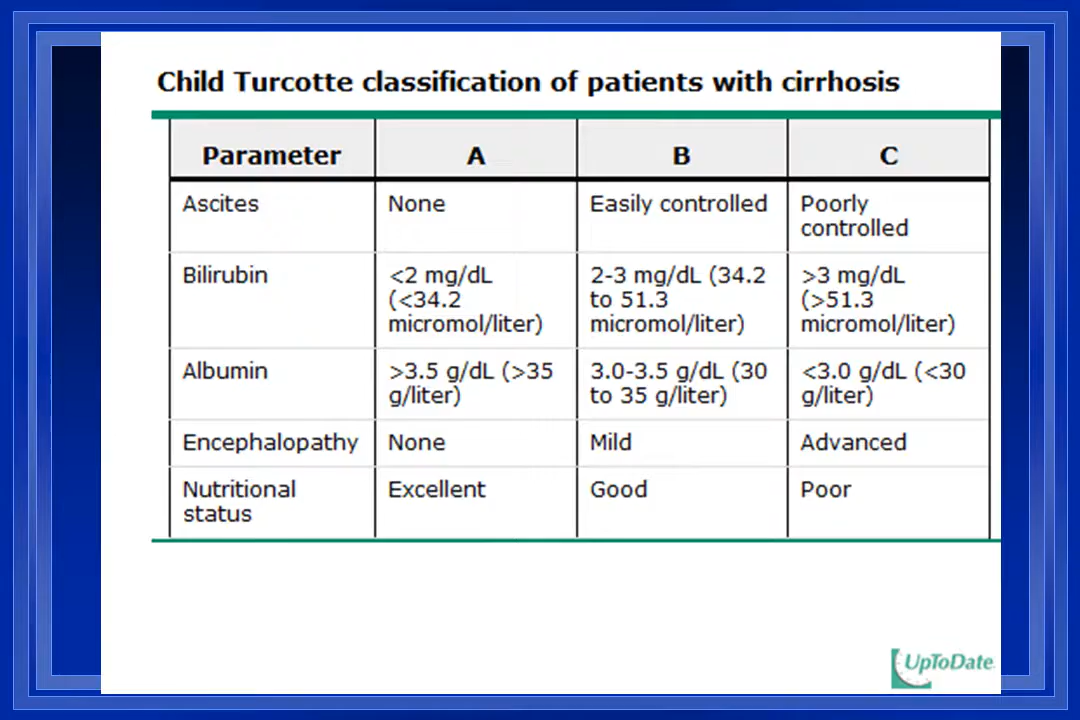 Child Turcotte classification of patients with cirrhosis
Parameter A B C
Ascites None Easily controlled Poorly
controlled
Bilirubin <2 mg/dL 2-3 mg/dL (34.2 >3 mg/dL
(<34.2 to 51.3 (>51.3
micromol/liter) micromol/liter) micromol/liter)
Albumin >3.5 g/dL (>35 3.0-3.5 g/dL (30 <3.0 g/dL (<30
g/liter) to 35 g/liter) g/liter)
Encephalopathy None Mild Advanced
Nutritional Excellent Good Poor
status
UpToDate